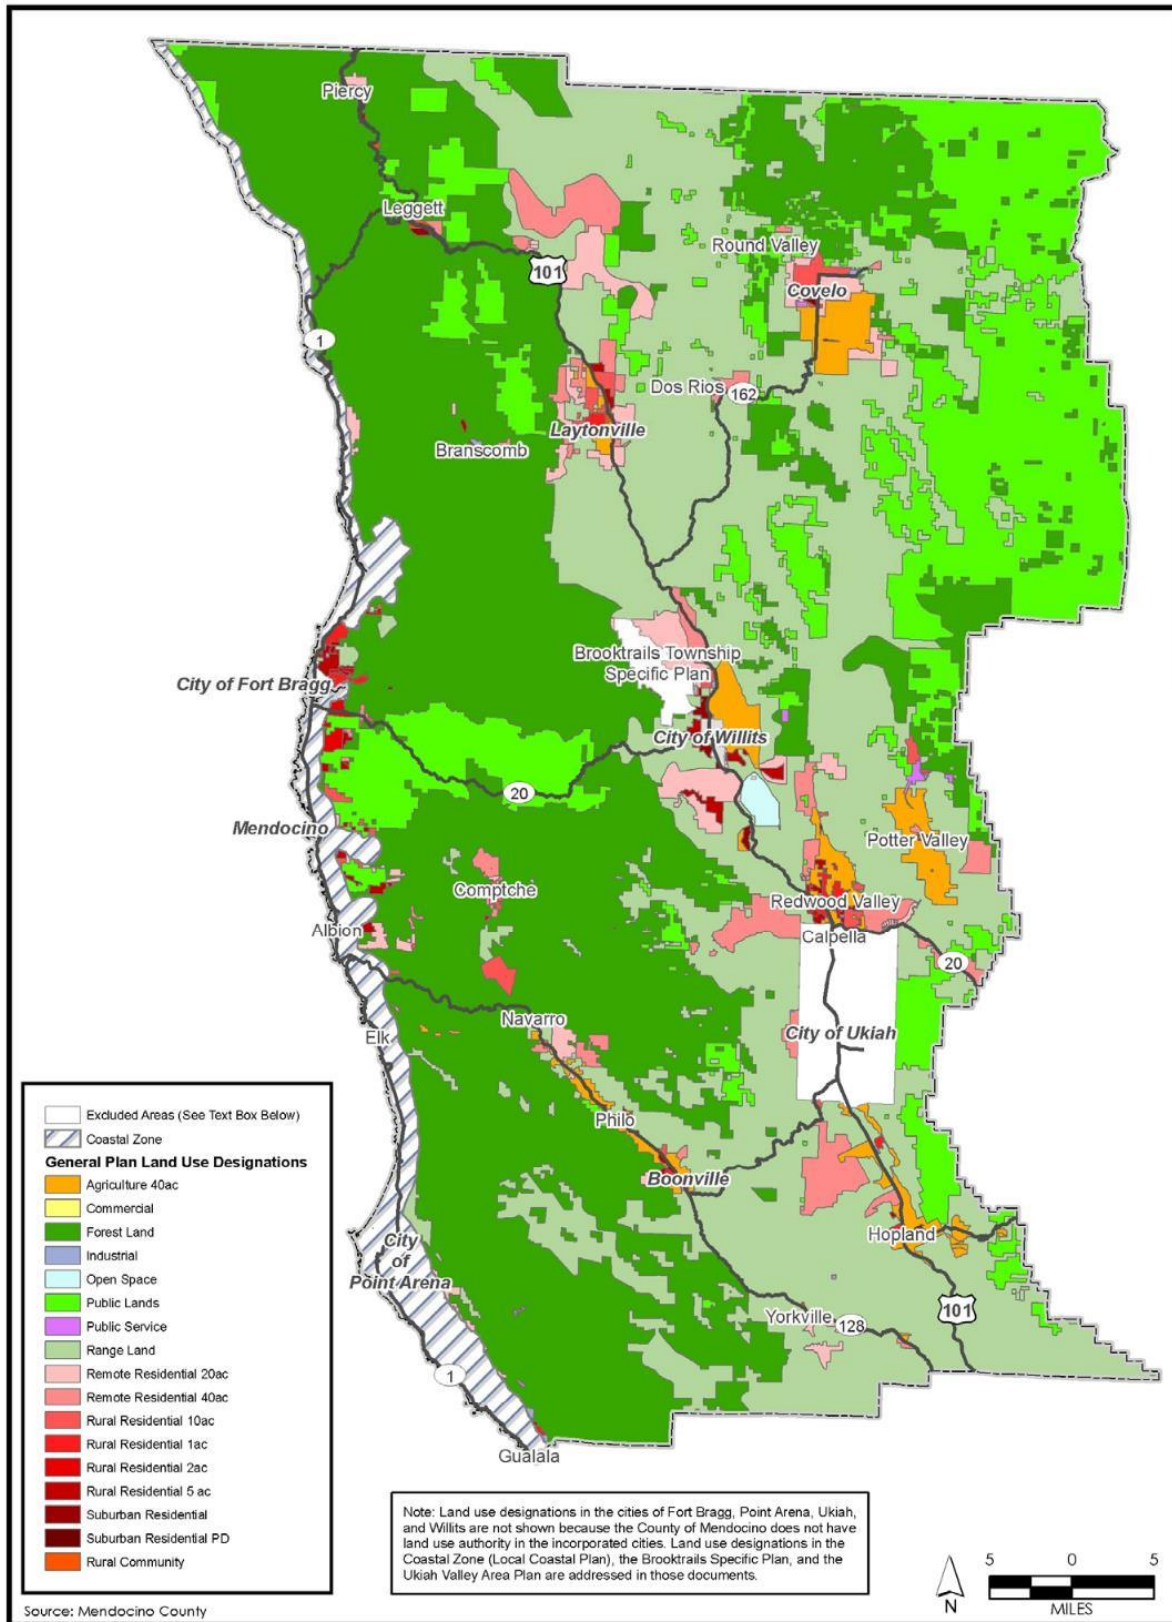 Piercy
Leggett
101
Round Valley
Covelo
1
Dos Rios
162
Laytonville
Branscomb
Brooktrails Township
Specific Plan
City of Fort Bragg
City of Willits
20
Mendocino
Potter Valley
Comptche
Redwood Valley
Albion
Calpella
20
Navarro
City of Ukiah
Elk
Philo
Boonville
Hopland
City
of
Point Arena
Yorkville
128
101
1
Gualala
Excluded Areas (See Text Box Below)
Coastal Zone
General Plan Land Use Designations
Agriculture 40ac
Commercial
Forest Land
Industrial
Open Space
Public Lands
Public Service
Range Land
Remote Residential 20ac
Remote Residential 40ac
Rural Residential 10ac
Rural Residential 1ac
Rural Residential 2ac
Rural Residential 5 ac
Suburban Residential
Suburban Residential PD
Rural Community
Note: Land use designations in the cities of Fort Bragg, Point Arena, Ukiah,
and Willits are not shown because the County of Mendocino does not have
land use authority in the incorporated cities. Land use designations in the
Coastal Zone (Local Coastal Plan), the Brooktrails Specific Plan, and the
Ukiah Valley Area Plan are addressed in those documents.
N
5 0 5
MILES
Source: Mendocino County